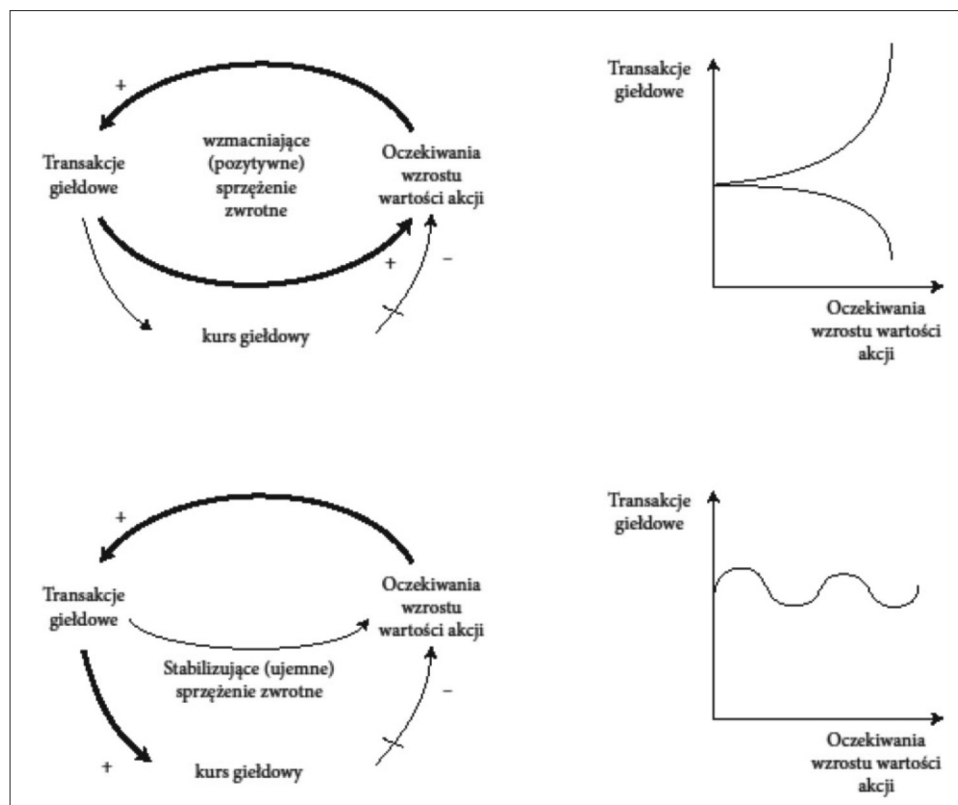 +
wzmacniające
(pozytywne)
sprzężenie
zwrotne
Transakcje
giełdowe
Oczekiwania
wzrostu
wartości akcji
+
−
kurs giełdowy
Transakcje
giełdowe
Oczekiwania
wzrostu wartości
akcji
+
Transakcje
giełdowe
Oczekiwania
wzrostu
wartości akcji
Stabilizujące (ujemne)
sprzężenie zwrotne
−
+
kurs giełdowy
Transakcje
giełdowe
Oczekiwania
wzrostu wartości
akcji